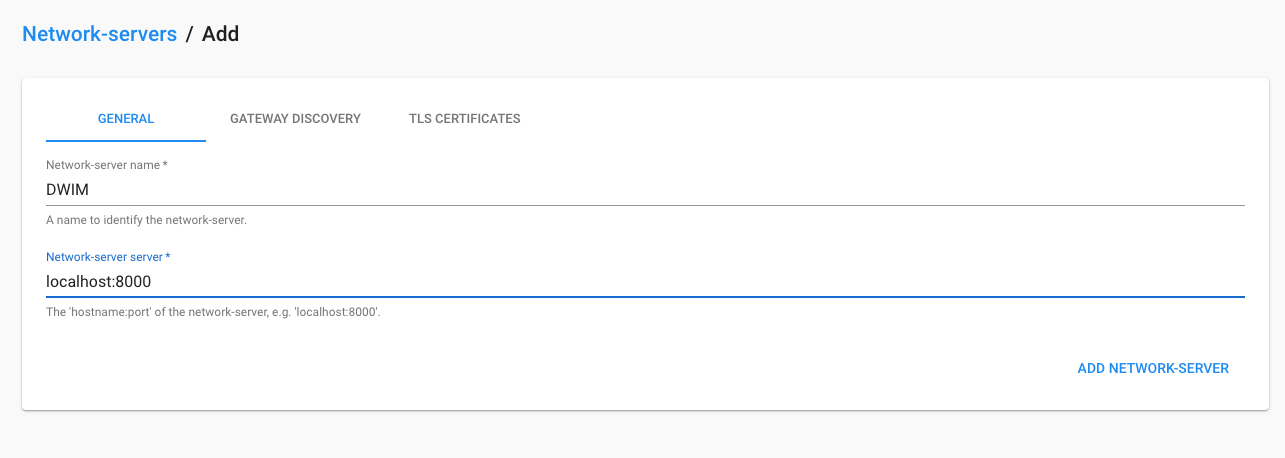 Network-servers / Add
GENERAL GATEWAY DISCOVERY TLS CERTIFICATES
Network-server name *
DWIM
A name to identify the network-server.
Network-server server *
localhost:8000
The 'hostname:port' of the network-server, e.g. 'localhost:8000'.
ADD NETWORK-SERVER